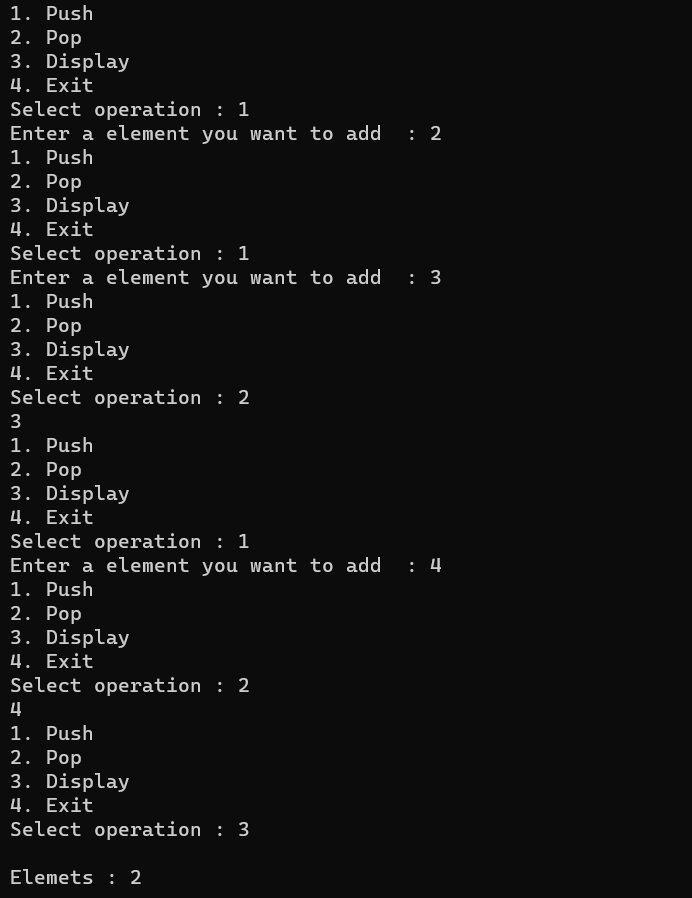 1. Push
2. Pop
3. Display
4. Exit
Select operation : 1
Enter a element you want to add  : 2
1. Push
2. Pop
3. Display
4. Exit
Select operation : 1
Enter a element you want to add  : 3
1. Push
2. Pop
3. Display
4. Exit
Select operation : 2
3
1. Push
2. Pop
3. Display
4. Exit
Select operation : 1
Enter a element you want to add  : 4
1. Push
2. Pop
3. Display
4. Exit
Select operation : 2
4
1. Push
2. Pop
3. Display
4. Exit
Select operation : 3

Elemets : 2